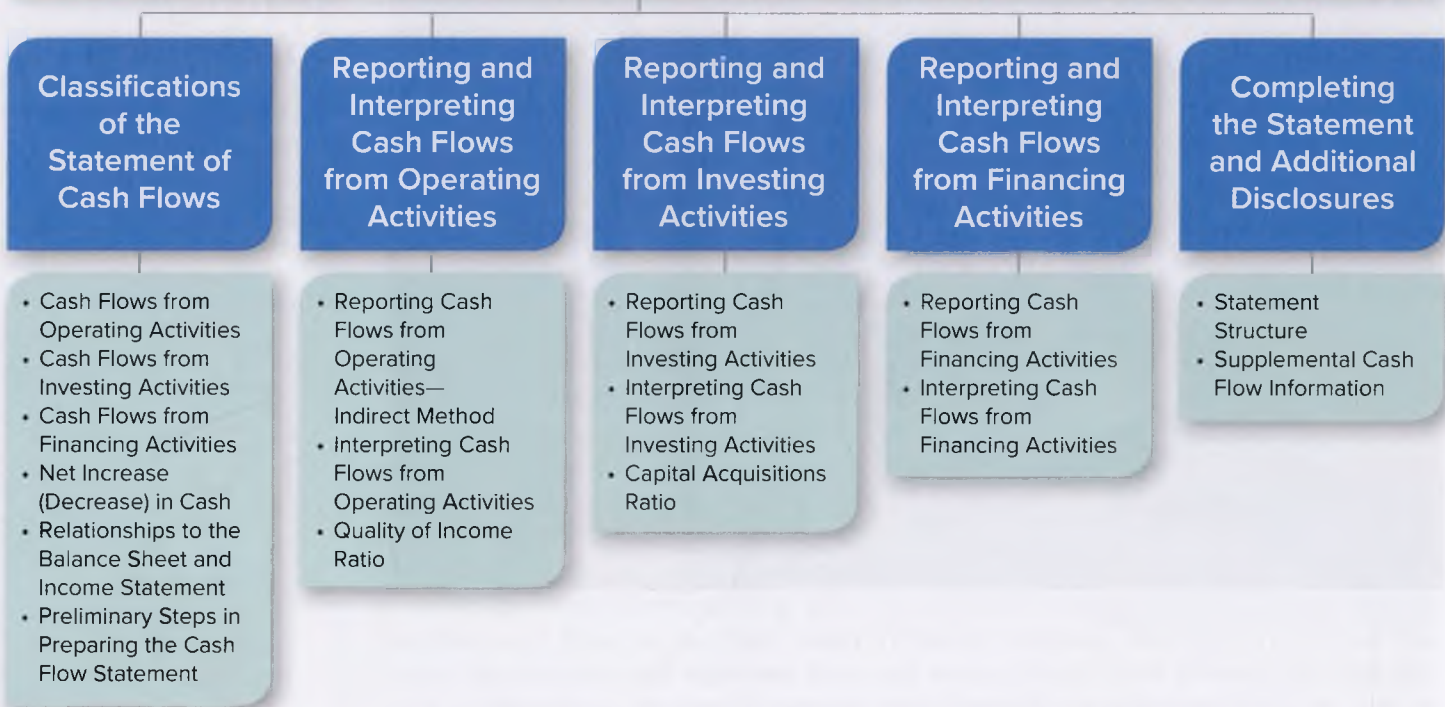 Classifications
of the
Statement of
Cash Flows
• Cash Flows from
Operating Activities
• Cash Flows from
Investing Activities
• Cash Flows from
Financing Activities
• Net Increase
(Decrease) in Cash
• Relationships to the
Balance Sheet and
Income Statement
• Preliminary Steps in
Preparing the Cash
Flow Statement
Reporting and
Interpreting
Cash Flows
from Operating
Activities
• Reporting Cash
Flows from
Operating
Activities—
Indirect Method
• Interpreting Cash
Flows from
Operating Activities
• Quality of Income
Ratio
Reporting and
Interpreting
Cash Flows
from Investing
Activities
• Reporting Cash
Flows from
Investing Activities
• Interpreting Cash
Flows from
Investing Activities
• Capital Acquisitions
Ratio
Reporting and
Interpreting
Cash Flows
from Financing
Activities
• Reporting Cash
Flows from
Financing Activities
• Interpreting Cash
Flows from
Financing Activities
Completing
the Statement
and Additional
Disclosures
• Statement
Structure
• Supplemental Cash
Flow Information